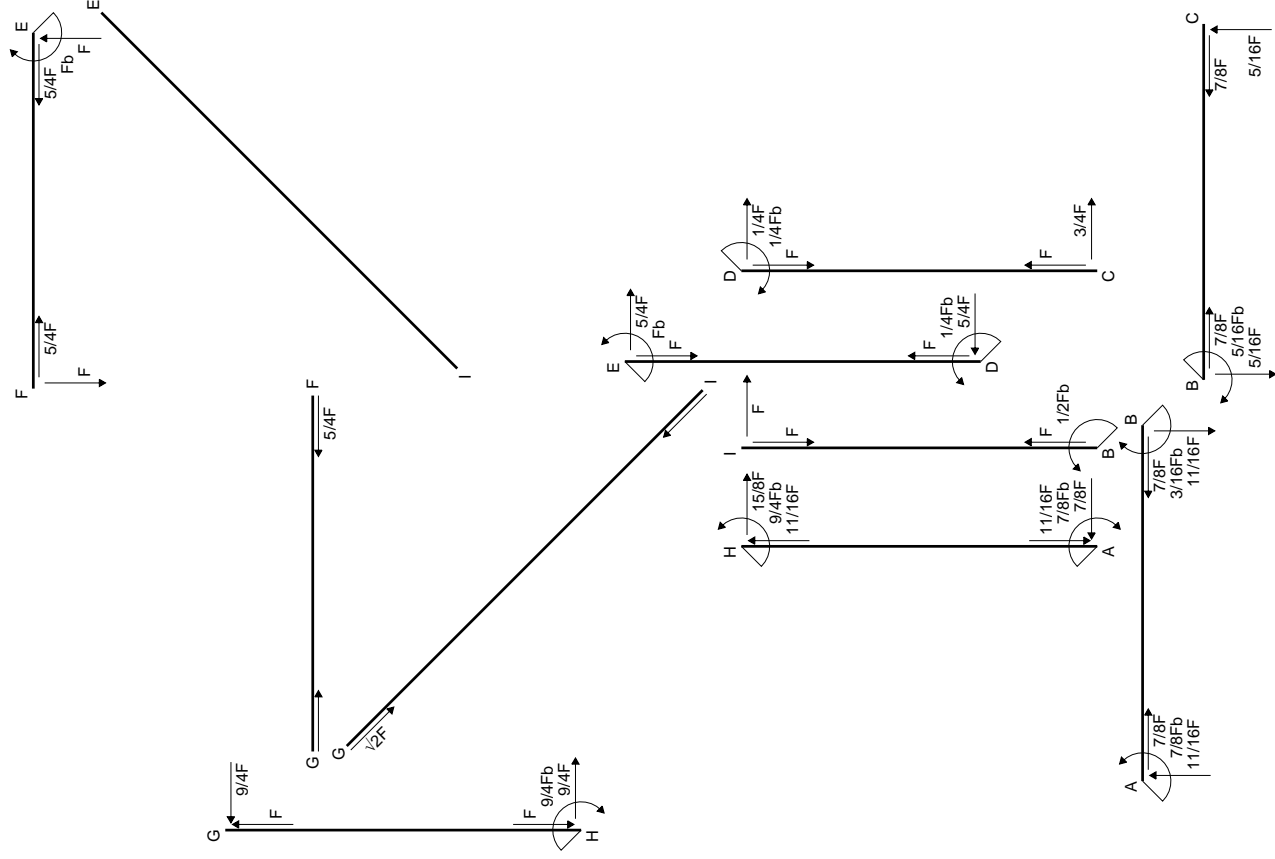 F
E
5/4F
5/4F
Fb
F
F
E
I
G
F
5/4F
G
I
√2F
G
9/4F
F
F
9/4Fb
9/4F
H
E
5/4F
Fb
F
F
1/4Fb
5/4F
D
D
1/4F
1/4Fb
F
F
3/4F
C
I
F
F
F
1/2Fb
B
H
15/8F
9/4Fb
11/16F
11/16F
7/8Fb
7/8F
A
A
7/8F
7/8Fb
11/16F
B
7/8F
3/16Fb
11/16F
B
7/8F
5/16Fb
5/16F
C
7/8F
5/16F